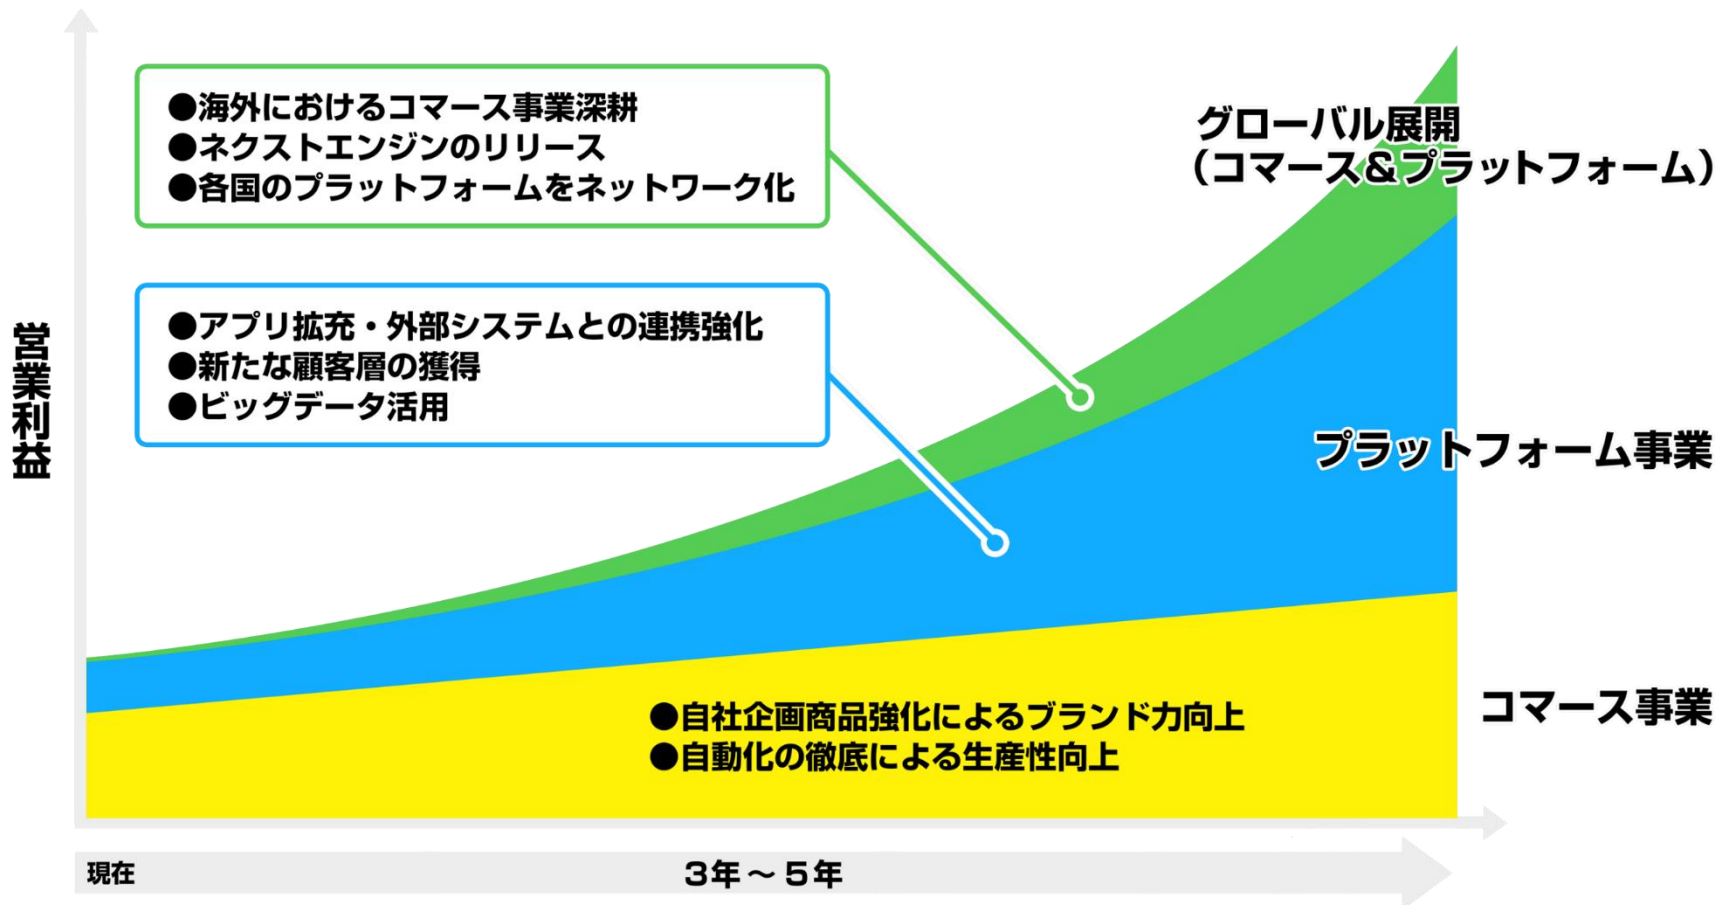 ●海外におけるコマース事業深耕
●ネクストエンジンのリリース
●各国のプラットフォームをネットワーク化
グローバル展開
（コマース＆プラットフォーム）
●アプリ拡充・外部システムとの連携強化
●新たな顧客層の獲得
●ビッグデータ活用
営業利益
プラットフォーム事業
●自社企画商品強化によるブランド力向上
●自動化の徹底による生産性向上
コマース事業
現在
3年～5年